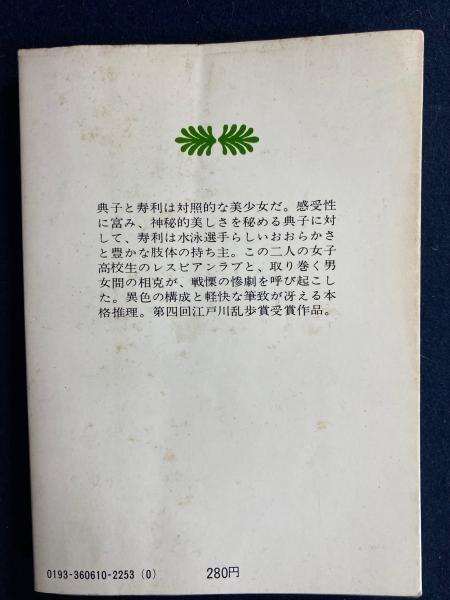 典子と寿利は対照的な美少女だ。感受性
に富み、神秘的美しさを秘める典子に対
して、寿利は水泳選手らしいおおらかさ
と豊かな肢体の持ち主。この二人の女子
高校生のレスビアンラブと、取り巻く男
女間の相克が、戦慄の惨劇を呼び起こし
た。異色の構成と軽快な筆致が冴える本
格推理。第四回江戸川乱歩賞受賞作品。
0193-360610-2253 (0) 280円